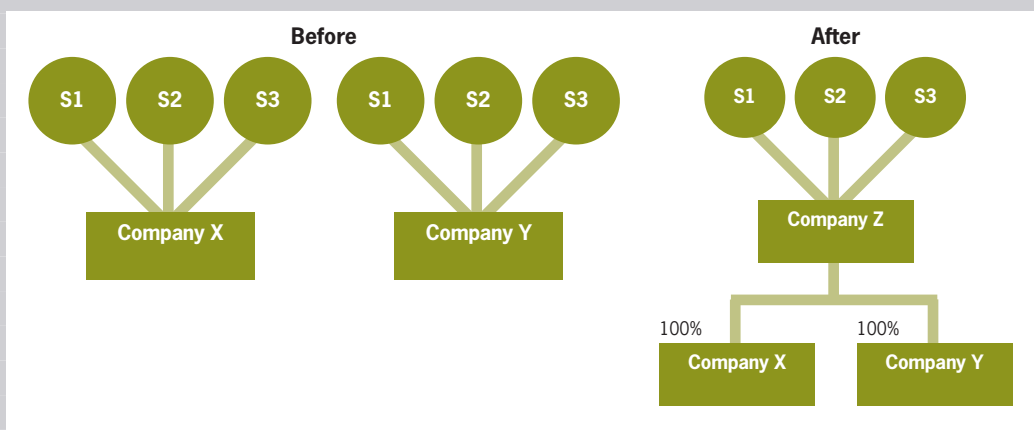 Before
S1 S2 S3 S1 S2 S3
Company X Company Y
After
S1 S2 S3
Company Z
100% 100%
Company X Company Y